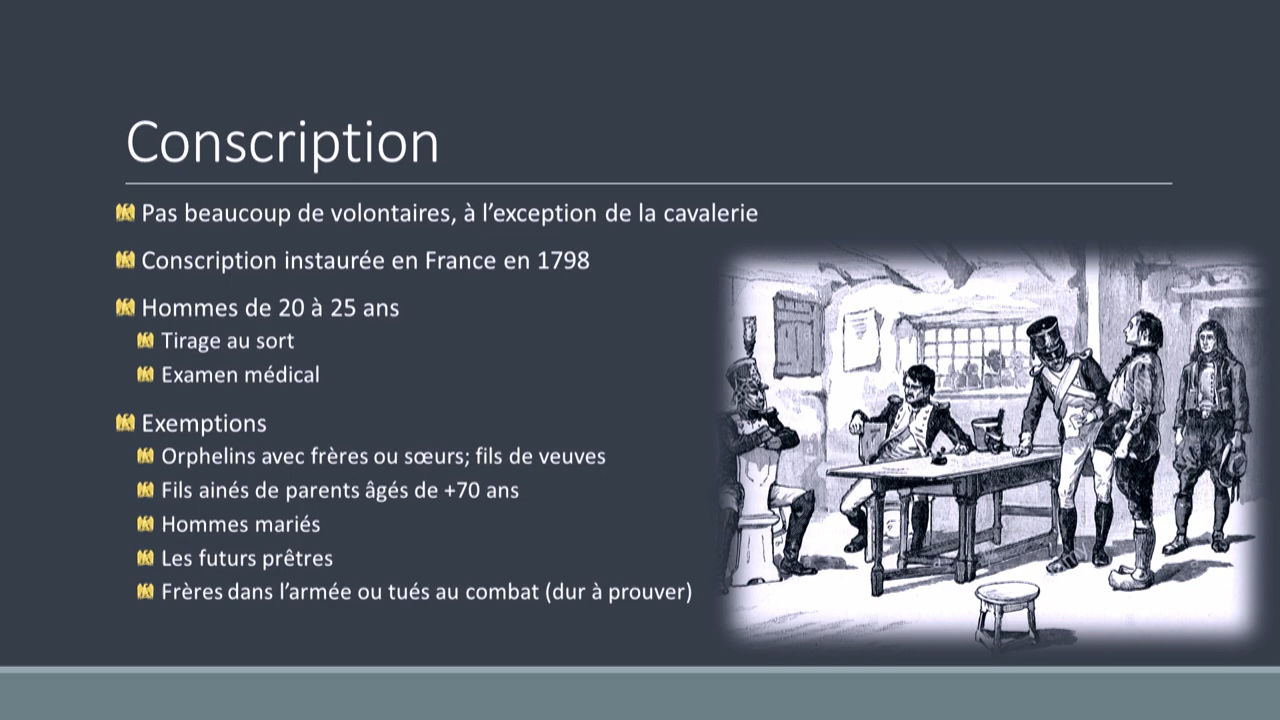 Conscription
Pas beaucoup de volontaires, à l’exception de la cavalerie
Conscription instaurée en France en 1798
Hommes de 20 à 25 ans
Tirage au sort
Examen médical
Exemptions
Orphelins avec frères ou sœurs; fils de veuves
Fils ainés de parents âgés de +70 ans
Hommes mariés
Les futurs prêtres
Frères dans l’armée ou tués au combat (dur à prouver)